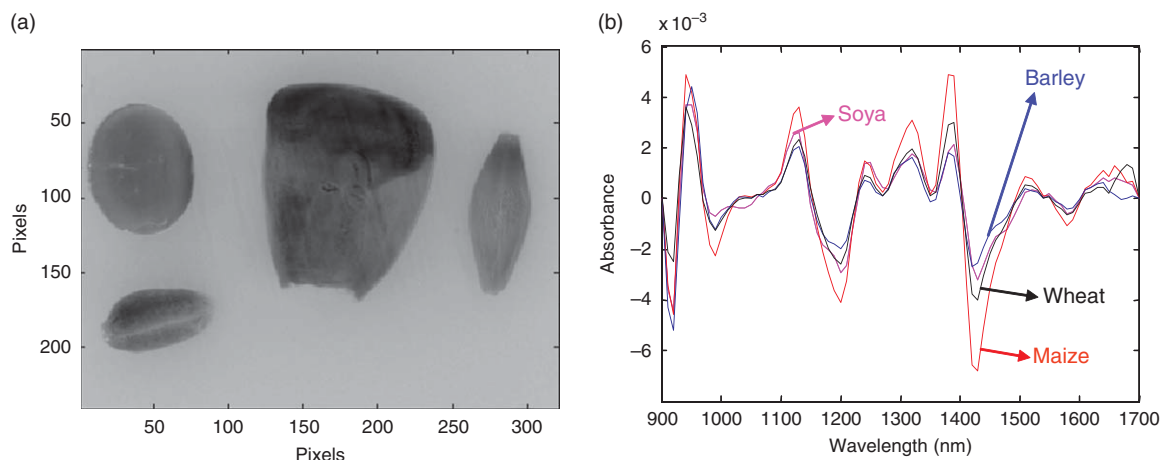 (a)
Pixels
50
100
150
200
50 100 150 200 250 300
Pixels
(b)
x 10⁻³
Absorbance
6
4
2
0
−2
−4
−6
900 1000 1100 1200 1300 1400 1500 1600 1700
Wavelength (nm)
Barley
Soya
Wheat
Maize